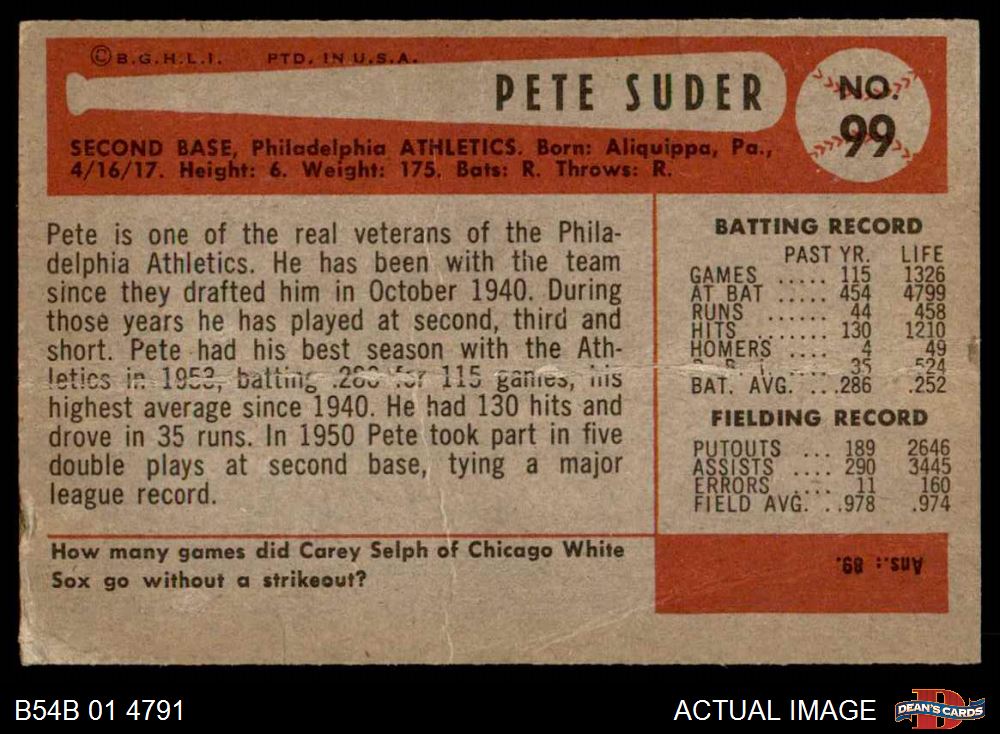 ©B.G.H.L.I. PTD. IN U.S.A.
PETE SUDER
NO.
99
SECOND BASE, Philadelphia ATHLETICS. Born: Aliquippa, Pa.,
4/16/17. Height: 6. Weight: 175. Bats: R. Throws: R.
Pete is one of the real veterans of the Phila-
delphia Athletics. He has been with the team
since they drafted him in October 1940. During
those years he has played at second, third and
short. Pete had his best season with the Ath-
letics in 1953, batting .286 for 115 games, his
highest average since 1940. He had 130 hits and
drove in 35 runs. In 1950 Pete took part in five
double plays at second base, tying a major
league record.
BATTING RECORD
PAST YR. LIFE
GAMES ..... 115 1326
AT BAT ..... 454 4799
RUNS ...... 44 458
HITS ....... 130 1210
HOMERS .... 4 49
35 524
BAT. AVG. ...286 .252
FIELDING RECORD
PUTOUTS ... 189 2646
ASSISTS .... 290 3445
ERRORS .... 11 160
FIELD AVG. ..978 .974
How many games did Carey Selph of Chicago White
Sox go without a strikeout?
Ans.: 89.
B54B 01 4791
ACTUAL IMAGE
DEAN'S CARDS